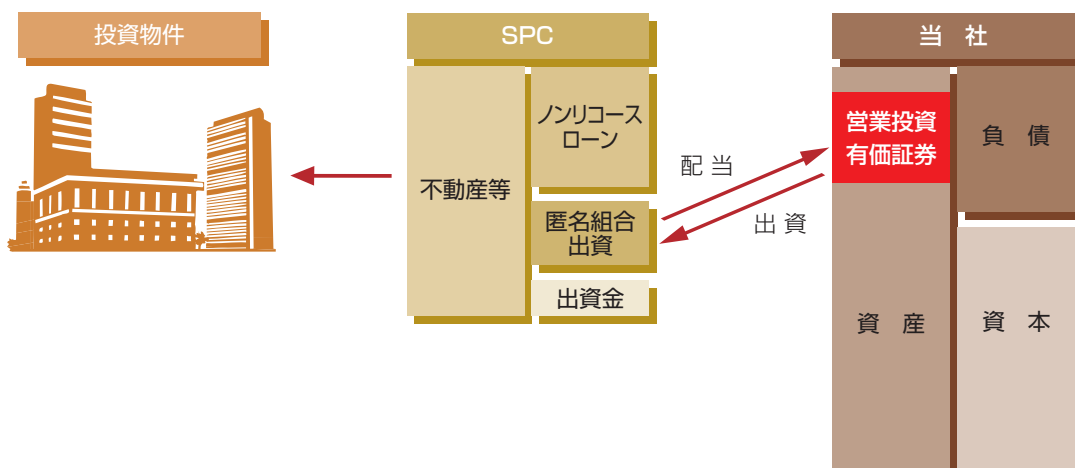 投資物件
SPC
当 社
不動産等
ノンリコース
ローン
匿名組合
出資
出資金
配 当
出 資
営業投資
有価証券
負 債
資 産
資 本